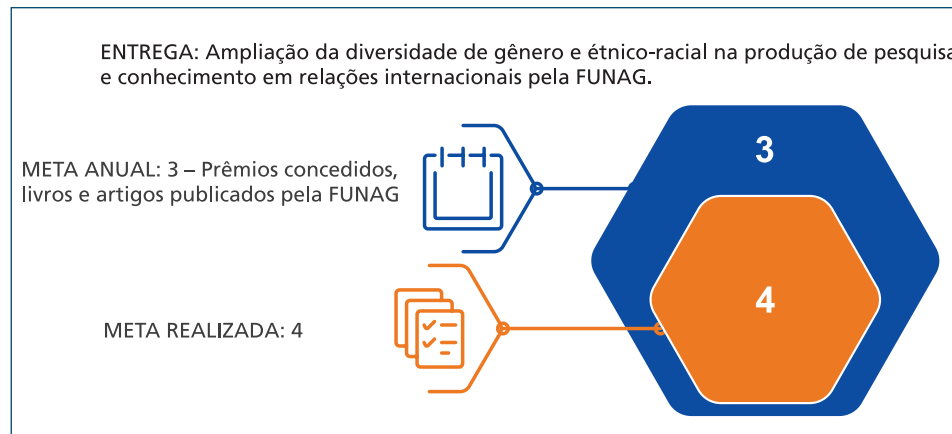 ENTREGA: Ampliação da diversidade de gênero e étnico-racial na produção de pesquisa
e conhecimento em relações internacionais pela FUNAG.
META ANUAL: 3 – Prêmios concedidos,
livros e artigos publicados pela FUNAG
3
4
META REALIZADA: 4